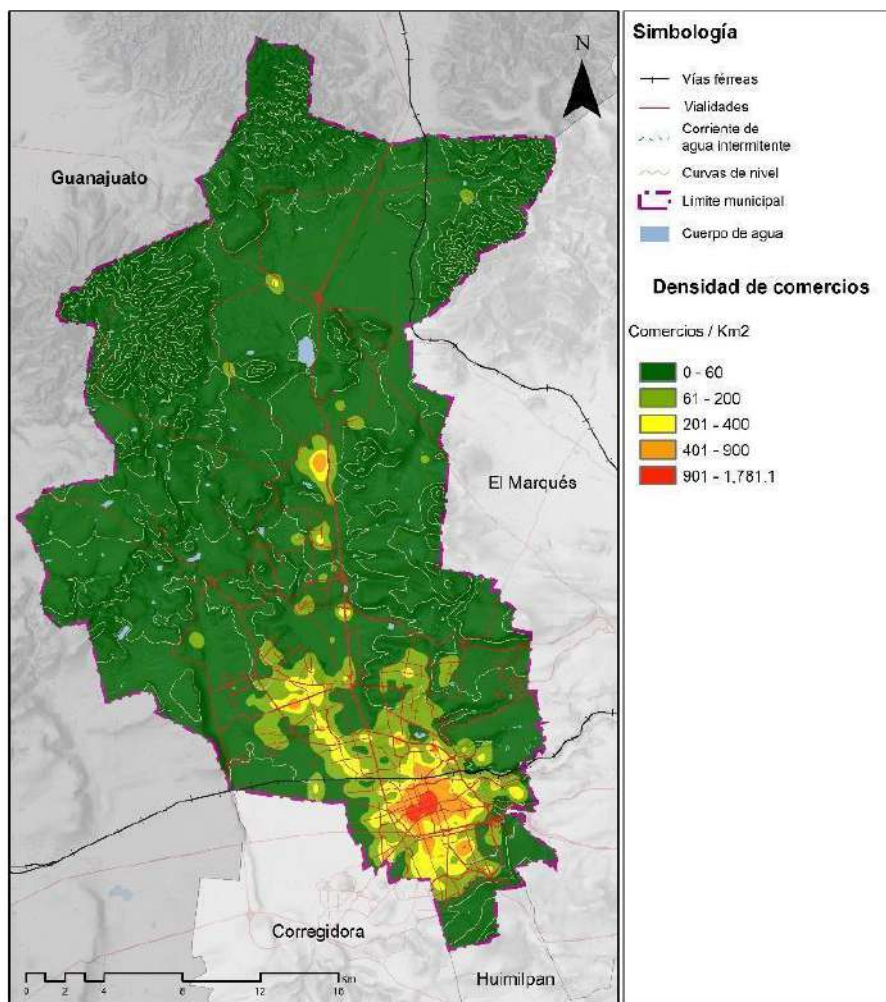 N
Guanajuato
El Marqués
Corregidora
Huimilpan
0 2 4 8 12 16
Km
Simbología
Vías férreas
Vialidades
Corriente de
agua intermitente
Curvas de nivel
Límite municipal
Cuerpo de agua
Densidad de comercios
Comercios / Km2
0 - 60
61 - 200
201 - 400
401 - 900
901 - 1,781.1